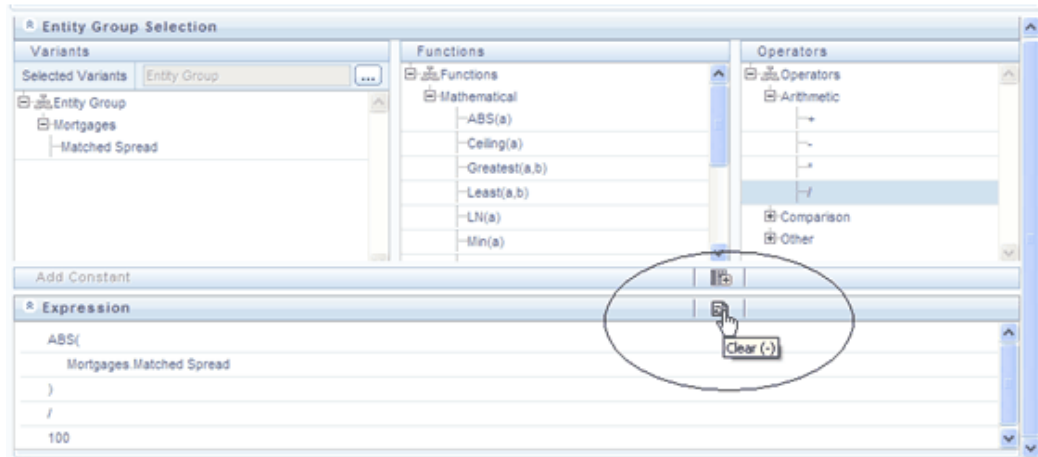 Entity Group Selection
Variants
Functions
Operators
Selected Variants Entity Group ...
Entity Group
Mortgages
Matched Spread
Functions
Mathematical
ABS(a)
Ceiling(a)
Greatest(a,b)
Least(a,b)
LN(a)
Min(a)
Operators
Arithmetic
+
-
*
/
Comparison
Other
Add Constant
Expression
Clear (-)
ABS(
Mortgages.Matched Spread
)
/
100